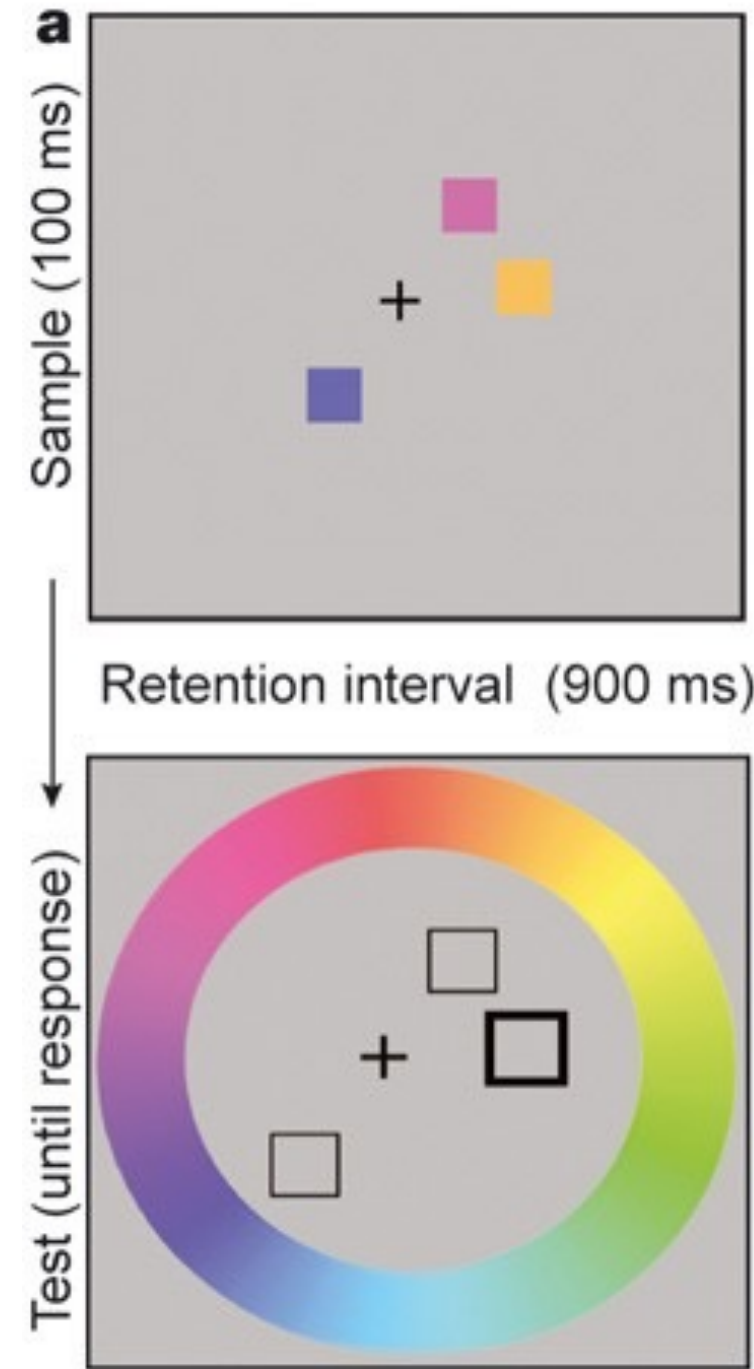 a
Sample (100 ms)
Retention interval (900 ms)
Test (until response)